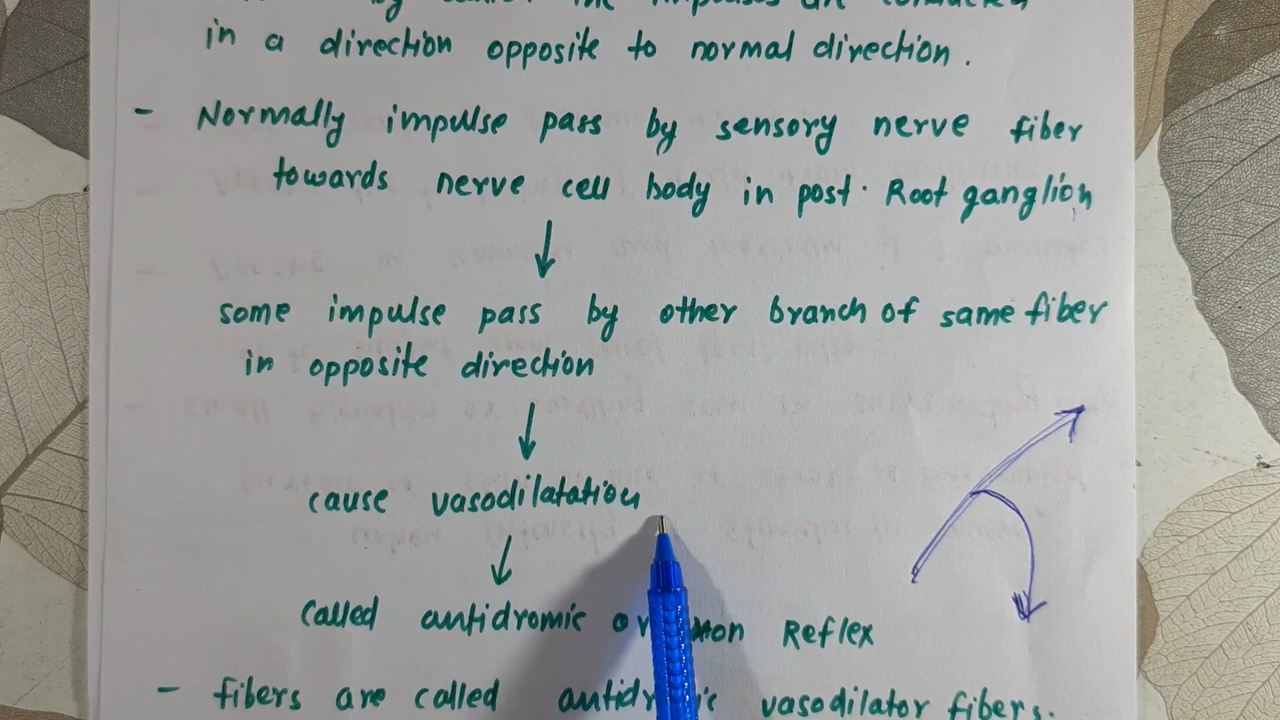 in a direction opposite to normal direction.
- Normally impulse pass by sensory nerve fiber
towards nerve cell body in post. Root ganglion
↓
some impulse pass by other branch of same fiber
in opposite direction
↓
cause vasodilatation
↓
called antidromic or Reflex
- fibers are called vasodilator fibers.